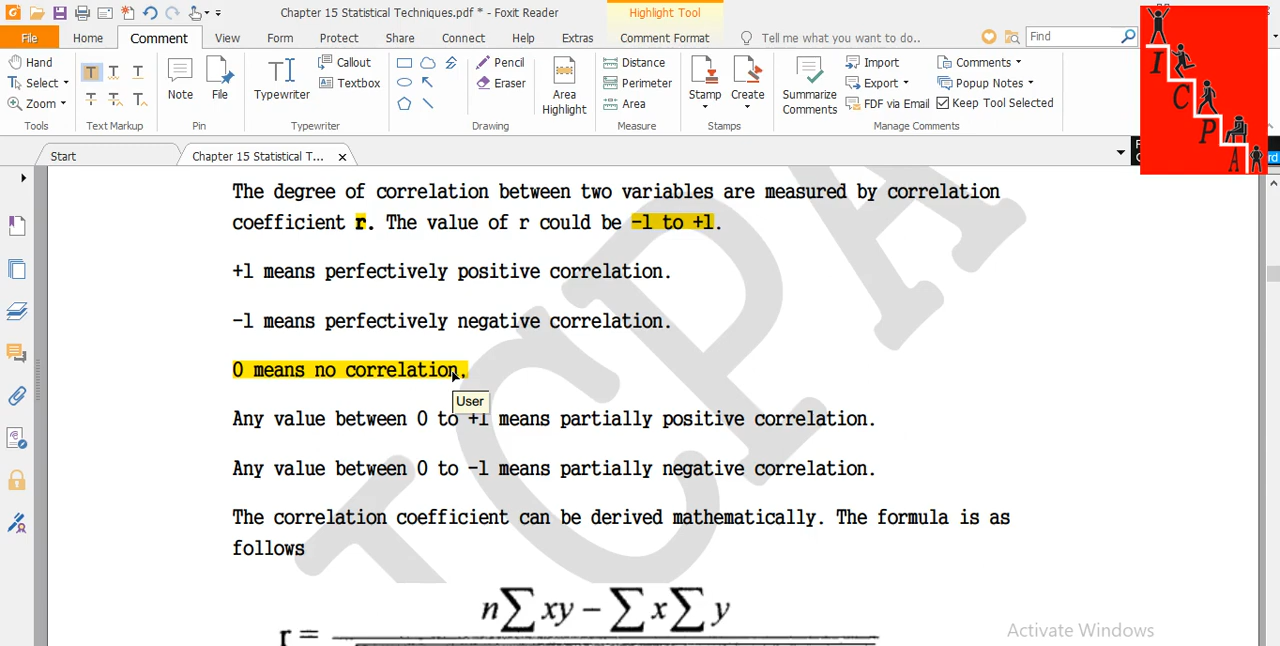 Chapter 15 Statistical Techniques.pdf * - Foxit Reader
Highlight Tool
File Home Comment View Form Protect Share Connect Help Extras Comment Format Tell me what you want to do.. Find
Hand
Select
Zoom
Tools
Text Markup
Note
File
Pin
Typewriter
Callout
Textbox
Typewriter
Pencil
Eraser
Drawing
Area
Highlight
Distance
Perimeter
Area
Measure
Stamp
Create
Stamps
Summarize
Comments
Import
Export
FDF via Email
Comments
Popup Notes
Keep Tool Selected
Manage Comments
I
C
P
A
Start
Chapter 15 Statistical T...
The degree of correlation between two variables are measured by correlation
coefficient r. The value of r could be -1 to +1.
+1 means perfectively positive correlation.
-1 means perfectively negative correlation.
0 means no correlation.
User
Any value between 0 to +1 means partially positive correlation.
Any value between 0 to -1 means partially negative correlation.
The correlation coefficient can be derived mathematically. The formula is as
follows
n∑xy – ∑x∑y
r =
ICPA
Activate Windows